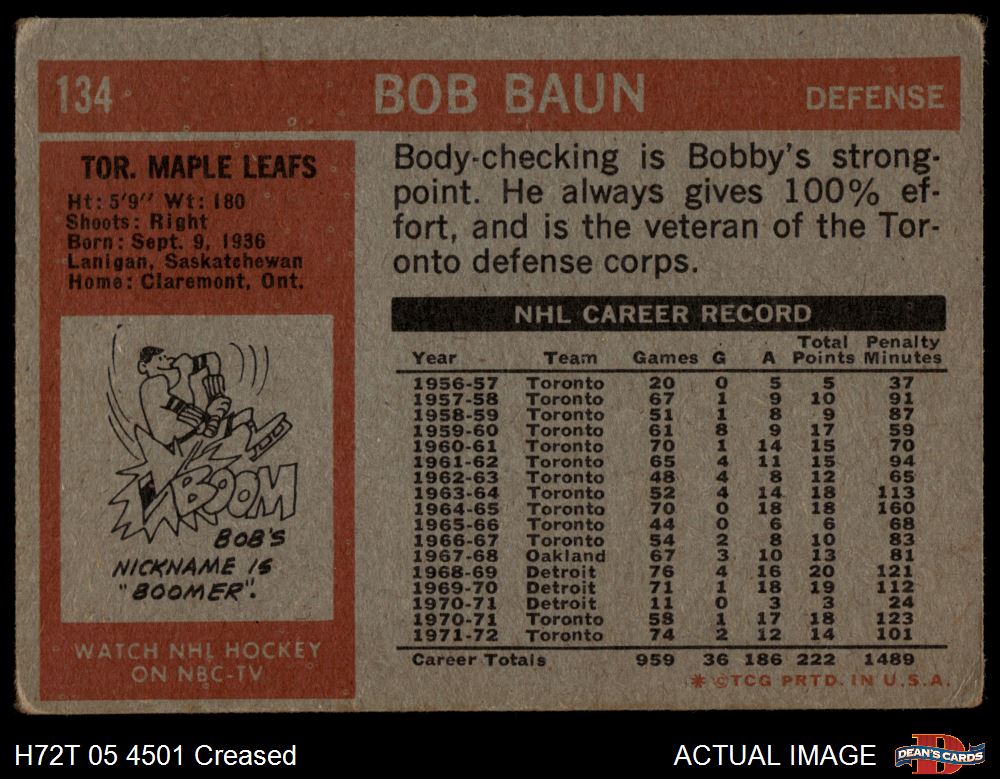 134 BOB BAUN DEFENSE
TOR. MAPLE LEAFS
Ht: 5'9" Wt: 180
Shoots: Right
Born: Sept. 9, 1936
Lanigan, Saskatchewan
Home: Claremont, Ont.
KABOOM
BOB'S
NICKNAME IS
"BOOMER".
WATCH NHL HOCKEY
ON NBC-TV
Body-checking is Bobby's strong-
point. He always gives 100% ef-
fort, and is the veteran of the Tor-
onto defense corps.
NHL CAREER RECORD
Year Team Games G A Total Points Penalty Minutes
1956-57 Toronto 20 0 5 5 37
1957-58 Toronto 67 1 9 10 91
1958-59 Toronto 51 1 8 9 87
1959-60 Toronto 61 8 9 17 59
1960-61 Toronto 70 1 14 15 70
1961-62 Toronto 65 4 11 15 94
1962-63 Toronto 48 4 8 12 65
1963-64 Toronto 52 4 14 18 113
1964-65 Toronto 70 0 18 18 160
1965-66 Toronto 44 0 6 6 68
1966-67 Toronto 54 2 8 10 83
1967-68 Oakland 67 3 10 13 81
1968-69 Detroit 76 4 16 20 121
1969-70 Detroit 71 1 18 19 112
1970-71 Detroit 11 0 3 3 24
1970-71 Toronto 58 1 17 18 123
1971-72 Toronto 74 2 12 14 101
Career Totals 959 36 186 222 1489
* ©TCG PRTD. IN U.S.A.
H72T 05 4501 Creased
ACTUAL IMAGE
DEAN'S CARDS